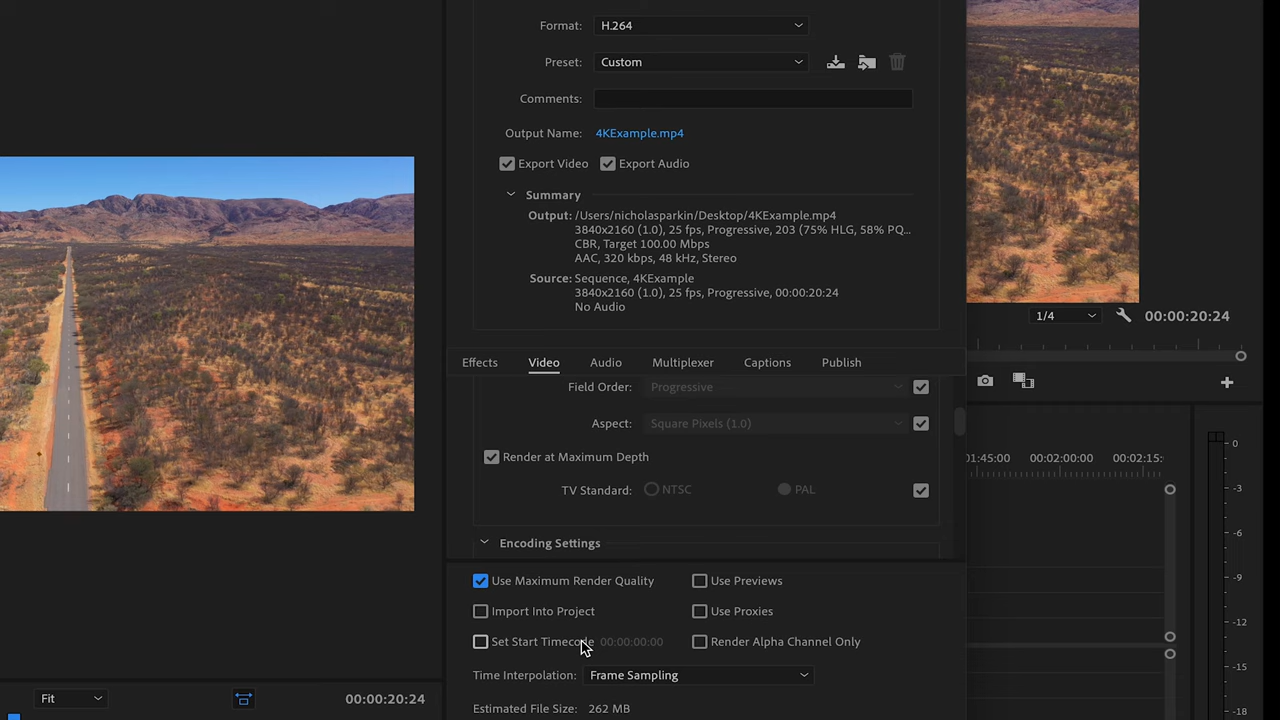 Format: H.264
Preset: Custom
Comments:
Output Name: 4KExample.mp4
Export Video Export Audio
Summary
Output: /Users/nicholasparkin/Desktop/4KExample.mp4
3840x2160 (1.0), 25 fps, Progressive, 203 (75% HLG, 58% PQ...
CBR, Target 100.00 Mbps
AAC, 320 kbps, 48 kHz, Stereo
Source: Sequence, 4KExample
3840x2160 (1.0), 25 fps, Progressive, 00:00:20:24
No Audio
Effects Video Audio Multiplexer Captions Publish
Field Order: Progressive
Aspect: Square Pixels (1.0)
Render at Maximum Depth
TV Standard: NTSC PAL
Encoding Settings
Use Maximum Render Quality Use Previews
Import Into Project Use Proxies
Set Start Timecode 00:00:00:00 Render Alpha Channel Only
Time Interpolation: Frame Sampling
Estimated File Size: 262 MB
Fit 00:00:20:24
1/4 00:00:20:24
01:45:00 00:02:00:00 00:02:15:
0
-3
-6
-9
-12
-15
-18